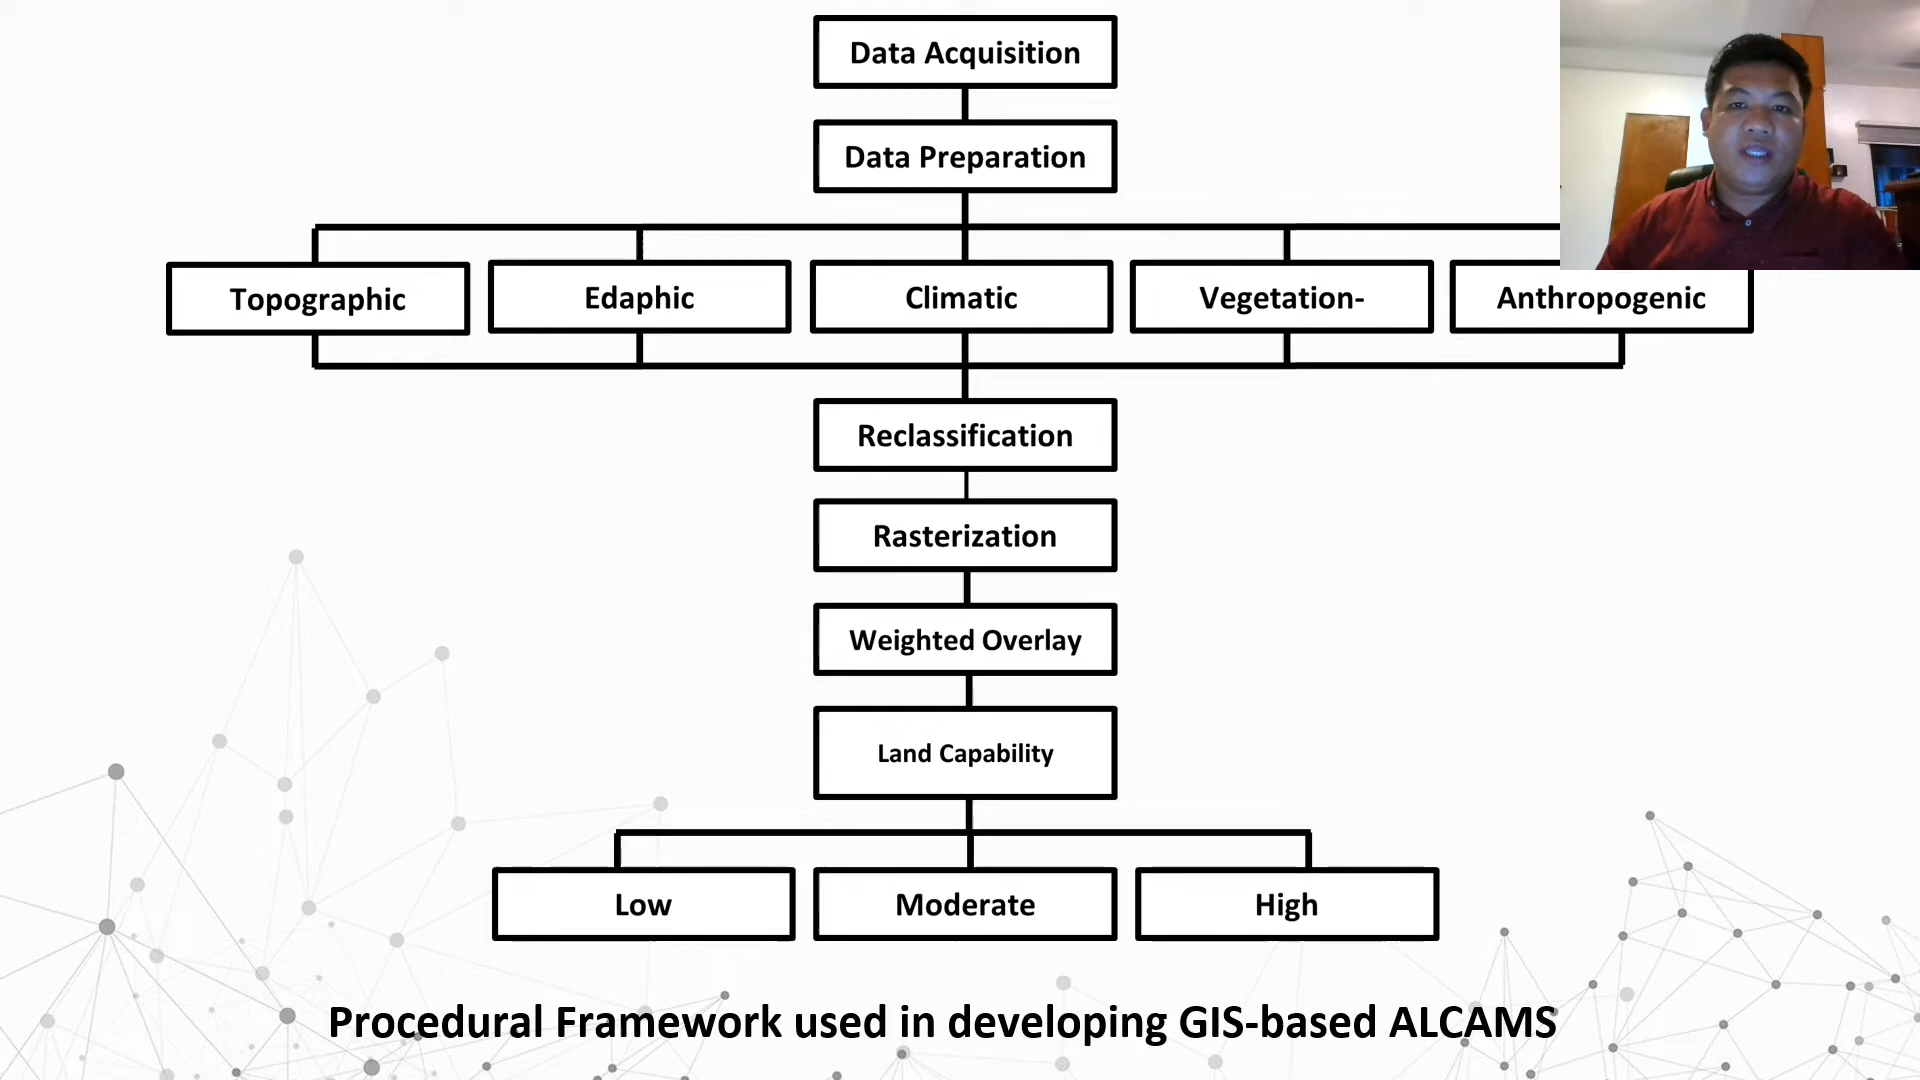 Data Acquisition
Data Preparation
Topographic
Edaphic
Climatic
Vegetation-
Anthropogenic
Reclassification
Rasterization
Weighted Overlay
Land Capability
Low
Moderate
High
Procedural Framework used in developing GIS-based ALCAMS